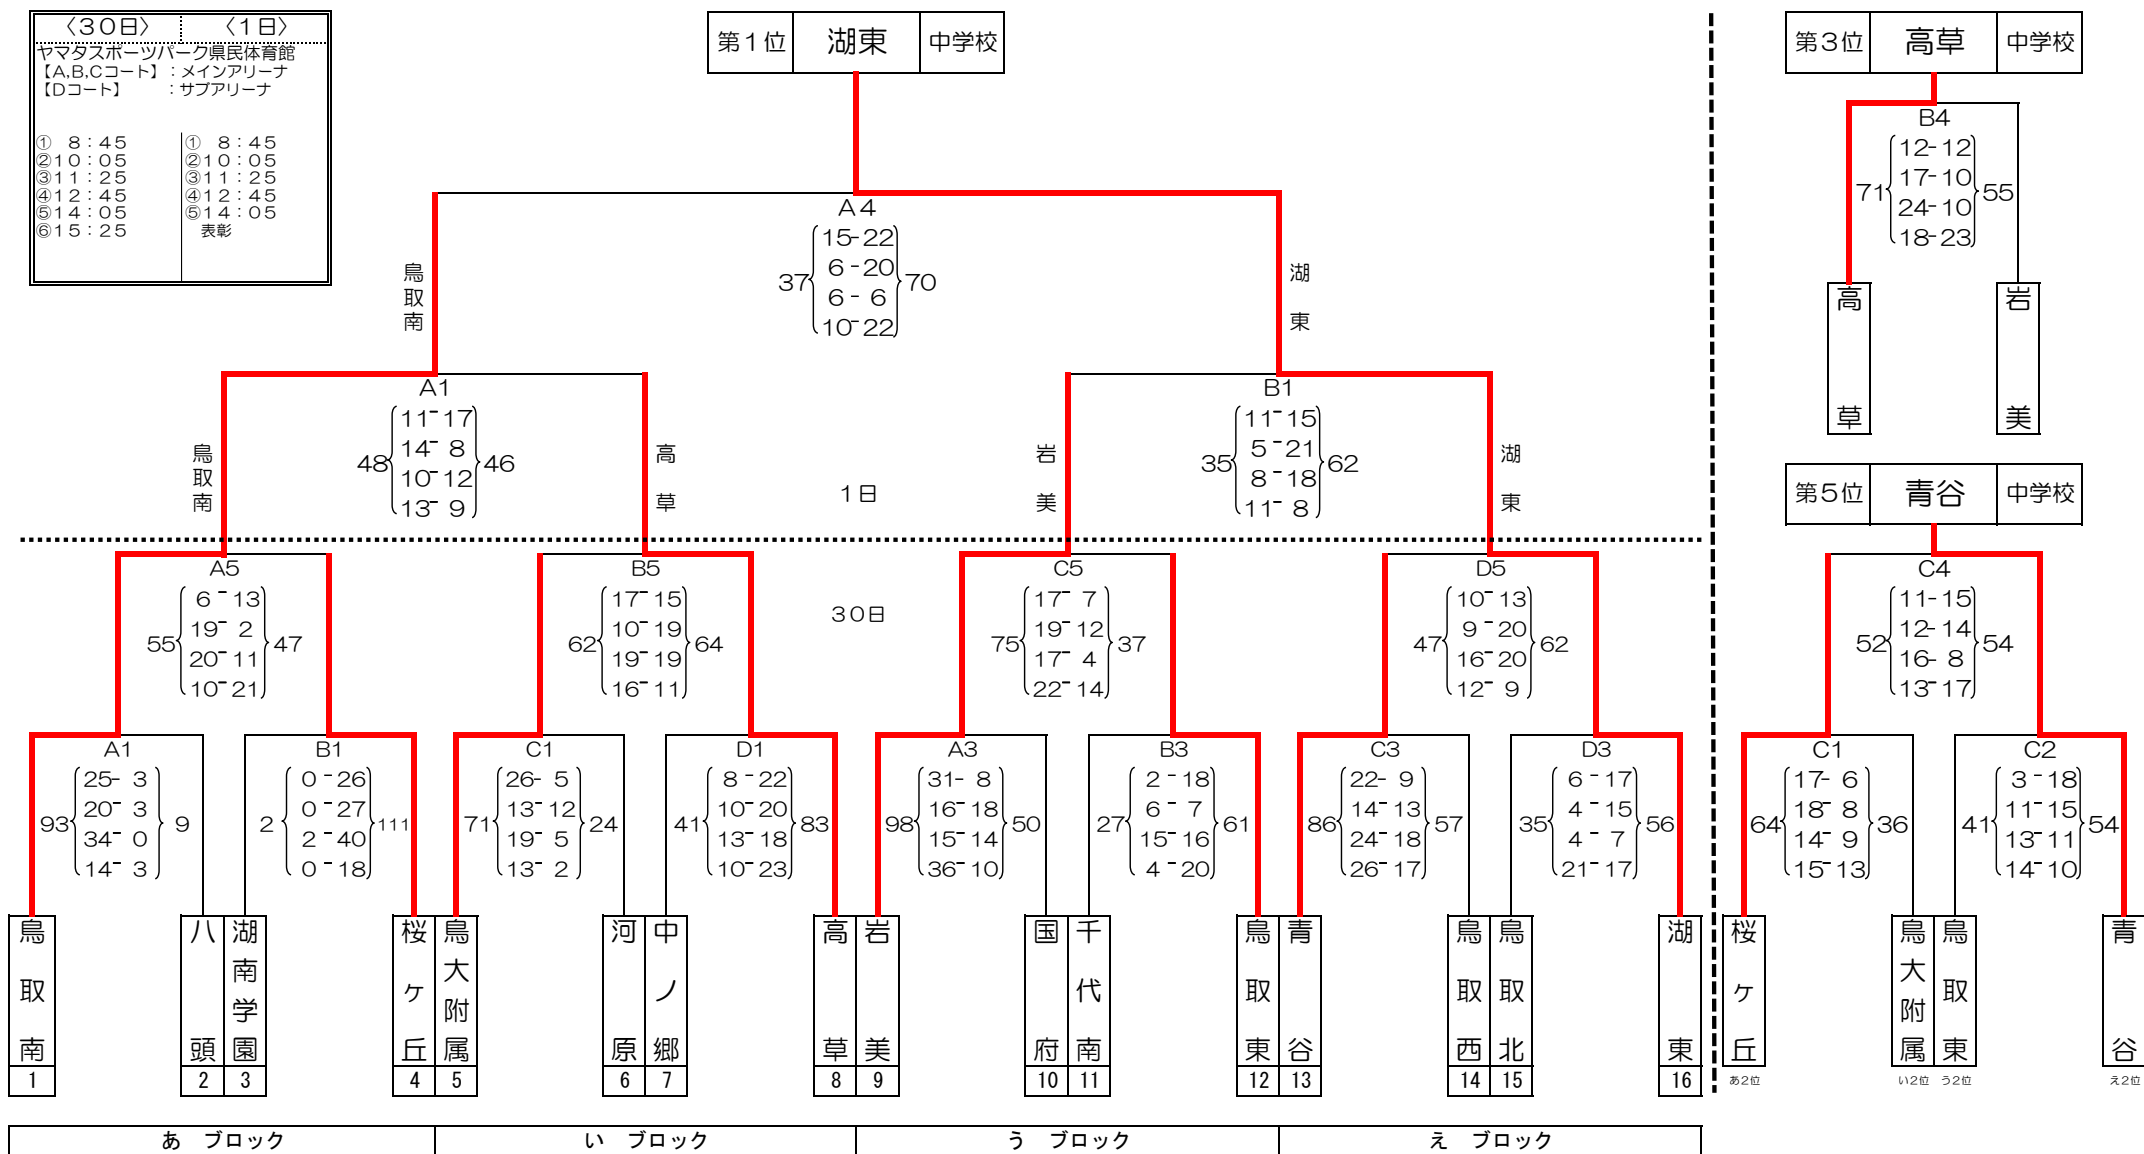 〈30日〉 〈1日〉
ヤマタスポーツパーク県民体育館
【A,B,Cコート】：メインアリーナ
【Dコート】 ：サブアリーナ
① 8：45 ① 8：45
②10：05 ②10：05
③11：25 ③11：25
④12：45 ④12：45
⑤14：05 ⑤14：05
⑥15：25 表彰
第1位 湖東 中学校
A4
15-22
6-20
37 70
6-6
10-22
鳥取南
湖東
A1
11-17
14-8
48 46
10-12
13-9
B1
11-15
5-21
35 62
8-18
11-8
鳥取南
高草
岩美
湖東
1日
30日
A5
6-13
19-2
55 47
20-11
10-21
B5
17-15
10-19
62 64
19-19
16-11
C5
17-7
19-12
75 37
17-4
22-14
D5
10-13
9-20
47 62
16-20
12-9
A1
25-3
20-3
93 9
34-0
14-3
B1
0-26
0-27
2 111
2-40
0-18
C1
26-5
13-12
71 24
19-5
13-2
D1
8-22
10-20
41 83
13-18
10-23
A3
31-8
16-18
98 50
15-14
36-10
B3
2-18
6-7
27 61
15-16
4-20
C3
22-9
14-13
86 57
24-18
26-17
D3
6-17
4-15
35 56
4-7
21-17
鳥取南
八頭
湖南学園
桜ヶ丘
鳥大附属
河原
中ノ郷
高草
岩美
国府
千代南
鳥取東
青谷
鳥取西
鳥取北
湖東
1 2 3 4 5 6 7 8 9 10 11 12 13 14 15 16
あ ブロック い ブロック う ブロック え ブロック
第3位 高草 中学校
B4
12-12
17-10
71 55
24-10
18-23
高草
岩美
第5位 青谷 中学校
C4
11-15
12-14
52 54
16-8
13-17
C1
17-6
18-8
64 36
14-9
15-13
C2
3-18
11-15
41 54
13-11
14-10
桜ヶ丘
鳥大附属
鳥取東
青谷
あ2位 い2位 う2位 え2位